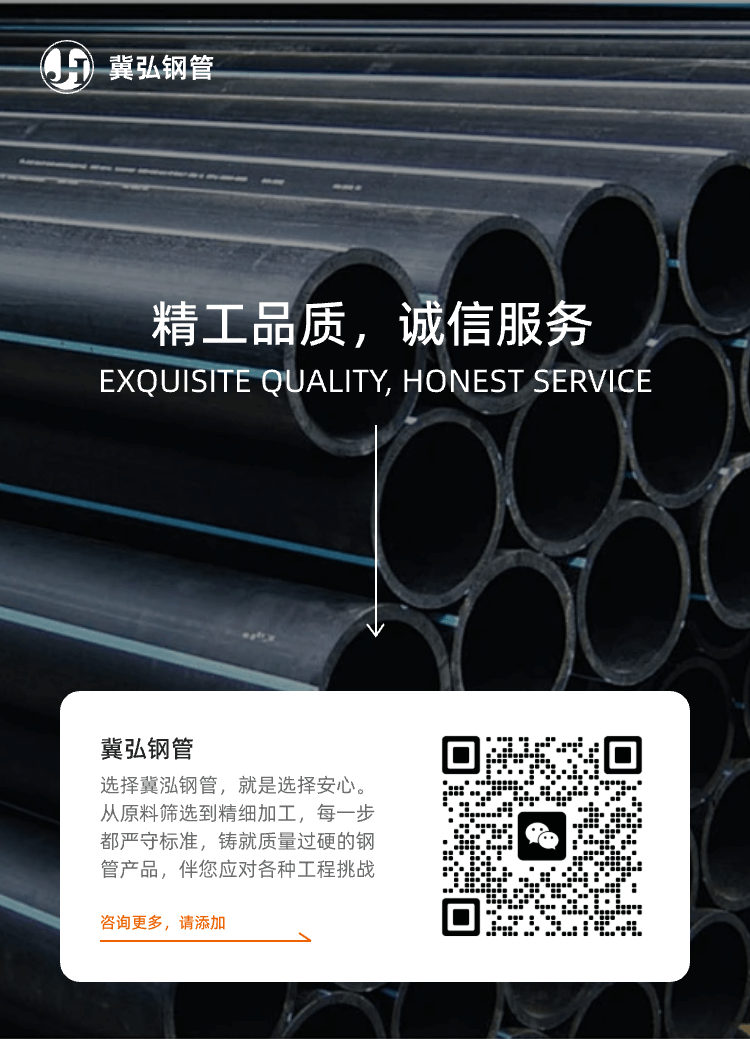 冀弘钢管
精工品质，诚信服务
EXQUISITE QUALITY, HONEST SERVICE
冀弘钢管
选择冀泓钢管，就是选择安心。
从原料筛选到精细加工，每一步
都严守标准，铸就质量过硬的钢
管产品，伴您应对各种工程挑战
咨询更多，请添加